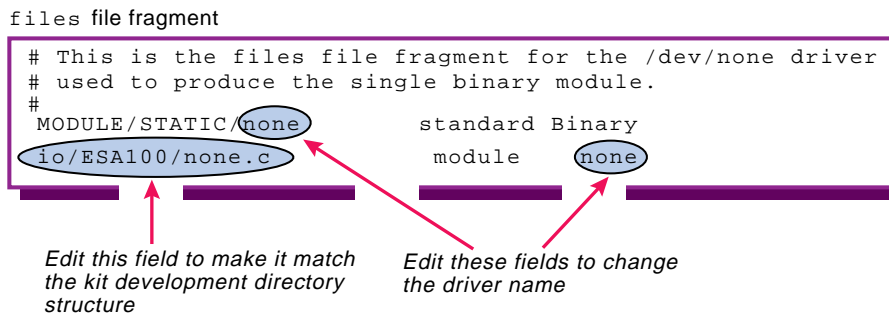 files file fragment
# This is the files file fragment for the /dev/none driver
# used to produce the single binary module.
#
MODULE/STATIC/none standard Binary
io/ESA100/none.c module none
Edit this field to make it match
the kit development directory
structure
Edit these fields to change
the driver name